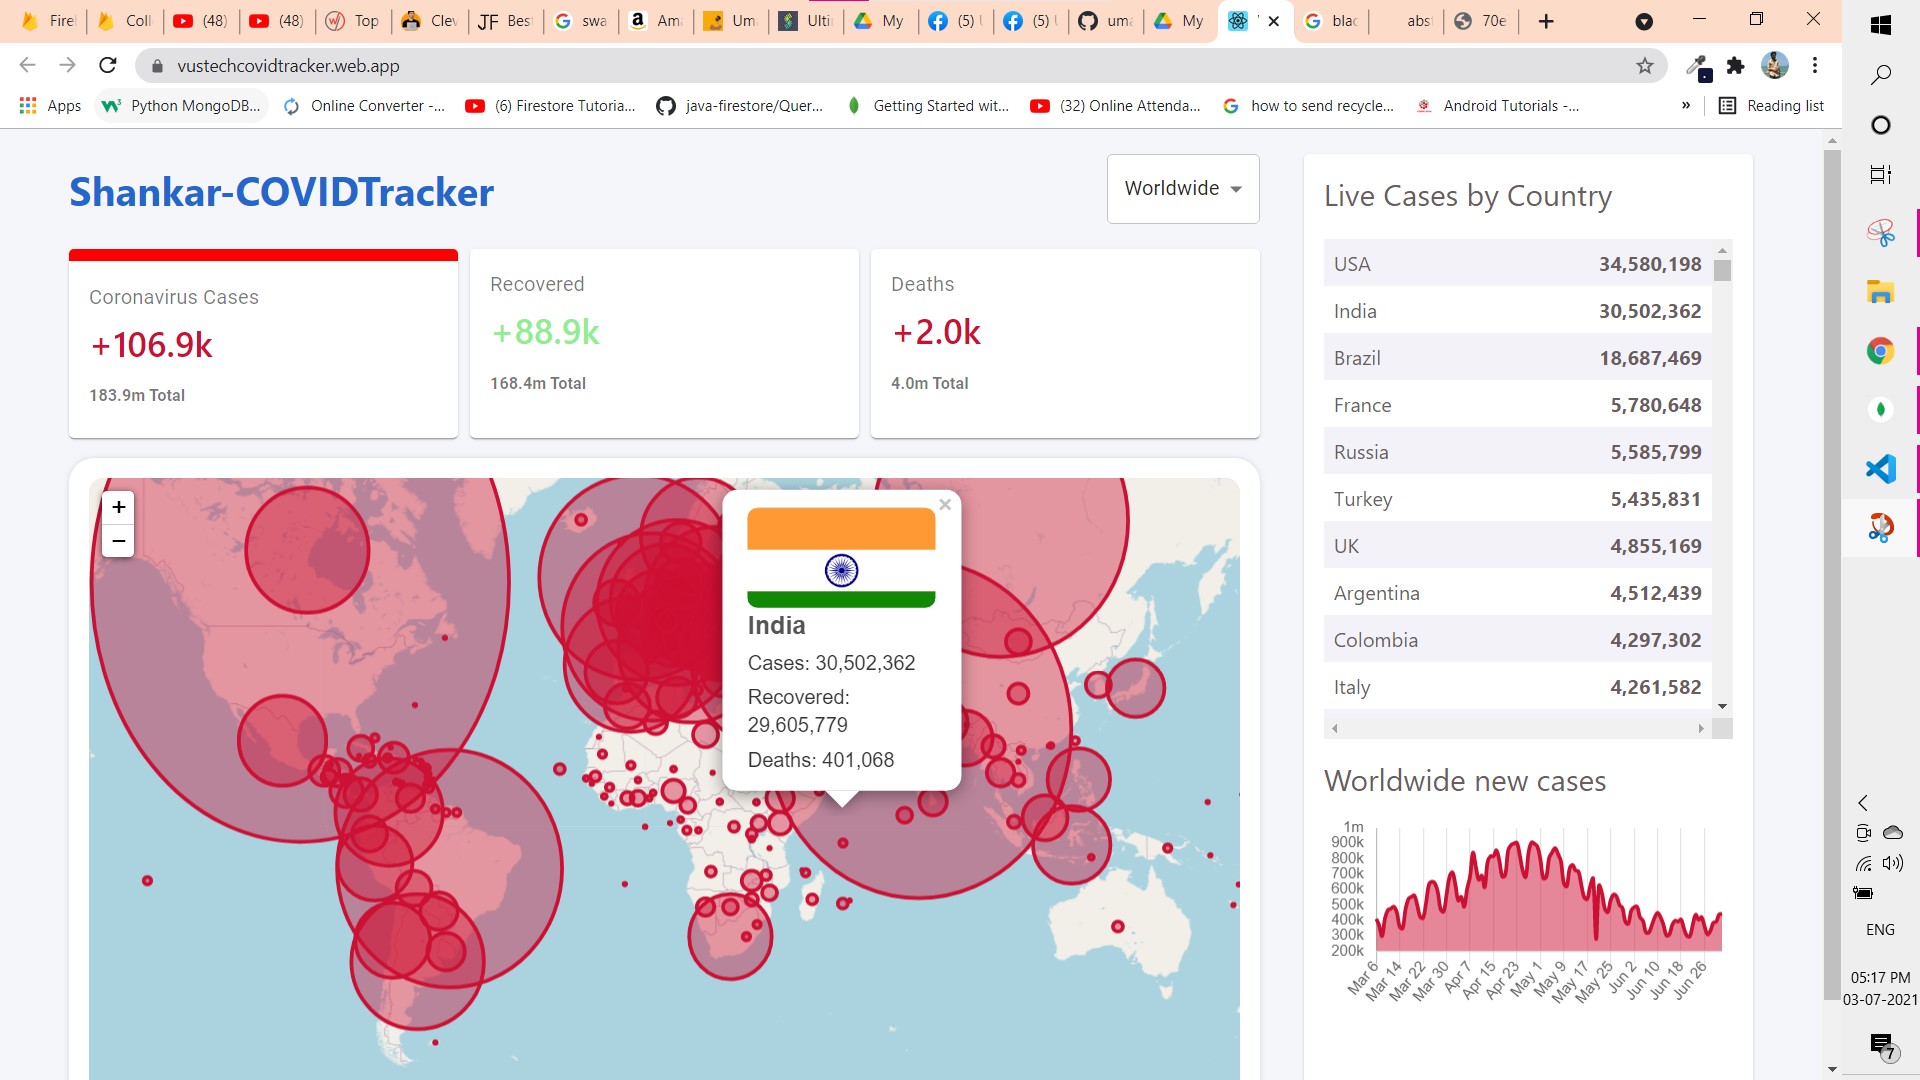 Firel
Coll
(48)
(48)
Top
Clev
JF Bes
swa
Ama
Uma
Ulti
My
(5) U
(5) U
uma
My
blac
abst
70e
vustechcovidtracker.web.app
Apps
Python MongoDB...
Online Converter -...
(6) Firestore Tutoria...
java-firestore/Quer...
Getting Started wit...
(32) Online Attenda...
how to send recycle...
Android Tutorials -...
»
Reading list
Shankar-COVIDTracker
Worldwide
Coronavirus Cases
+106.9k
183.9m Total
Recovered
+88.9k
168.4m Total
Deaths
+2.0k
4.0m Total
+
−
India
Cases: 30,502,362
Recovered:
29,605,779
Deaths: 401,068
Live Cases by Country
USA 34,580,198
India 30,502,362
Brazil 18,687,469
France 5,780,648
Russia 5,585,799
Turkey 5,435,831
UK 4,855,169
Argentina 4,512,439
Colombia 4,297,302
Italy 4,261,582
Worldwide new cases
1m
900k
800k
700k
600k
500k
400k
300k
200k
Mar 6
Mar 14
Mar 22
Mar 30
Apr 7
Apr 15
Apr 23
May 1
May 9
May 17
May 25
Jun 2
Jun 10
Jun 18
Jun 26
ENG
05:17 PM
03-07-2021
7